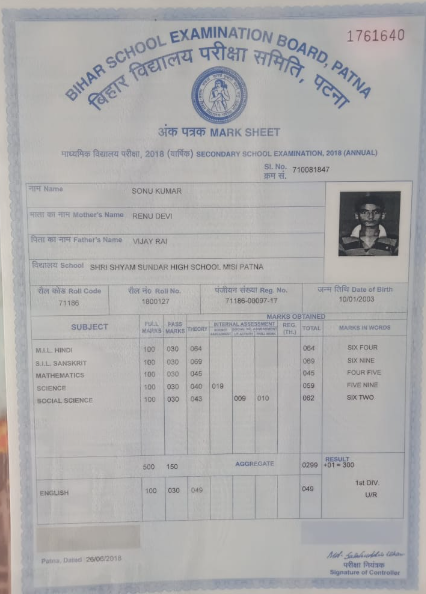 1761640
BIHAR SCHOOL EXAMINATION BOARD, PATNA
बिहार विद्यालय परीक्षा समिति, पटना
अंक पत्रक MARK SHEET
माध्यमिक विद्यालय परीक्षा, 2018 (वार्षिक) SECONDARY SCHOOL EXAMINATION, 2018 (ANNUAL)
Sl. No. 710081847
क्रम सं.
नाम Name SONU KUMAR
माता का नाम Mother's Name RENU DEVI
पिता का नाम Father's Name VIJAY RAI
विद्यालय School SHRI SHYAM SUNDAR HIGH SCHOOL MISI PATNA
रौल कोड Roll Code रौल नं० Roll No. पंजीयन संख्या Reg. No. जन्म तिथि Date of Birth
71186 1800127 71186-00097-17 10/01/2003
MARKS OBTAINED
SUBJECT FULL MARKS PASS MARKS THEORY INTERNAL ASSESSMENT REG. (TH.) TOTAL MARKS IN WORDS
M.I.L. HINDI 100 030 064 064 SIX FOUR
S.I.L. SANSKRIT 100 030 069 069 SIX NINE
MATHEMATICS 100 030 045 045 FOUR FIVE
SCIENCE 100 030 040 019 059 FIVE NINE
SOCIAL SCIENCE 100 030 043 009 010 062 SIX TWO
500 150 AGGREGATE 0299 +01 = 300
RESULT
1st DIV.
ENGLISH 100 030 049 049 U/R
Patna, Dated: 26/06/2018
परीक्षा नियंत्रक
Signature of Controller